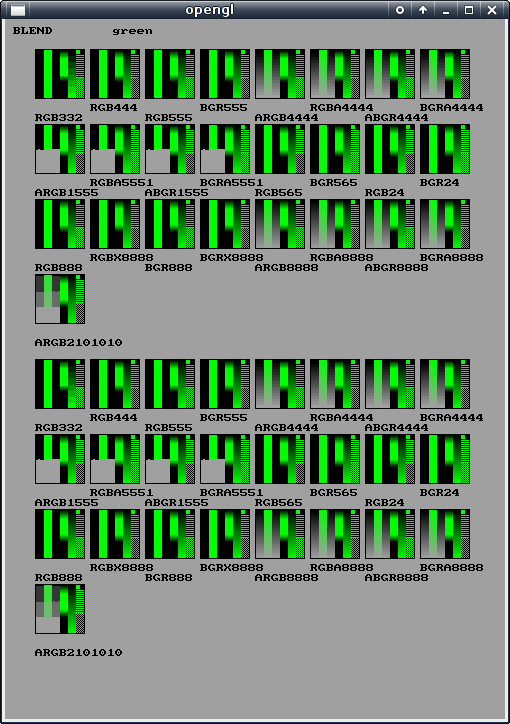 opengl
BLEND green
RGB444 BGR555 RGBA4444 BGRA4444
RGB332 RGB555 ARGB4444 ABGR4444
RGBA5551 BGRA5551 BGR565 BGR24
ARGB1555 ABGR1555 RGB565 RGB24
RGBX8888 BGRX8888 RGBA8888 BGRA8888
RGB888 BGR888 ARGB8888 ABGR8888
ARGB2101010
RGB444 BGR555 RGBA4444 BGRA4444
RGB332 RGB555 ARGB4444 ABGR4444
RGBA5551 BGRA5551 BGR565 BGR24
ARGB1555 ABGR1555 RGB565 RGB24
RGBX8888 BGRX8888 RGBA8888 BGRA8888
RGB888 BGR888 ARGB8888 ABGR8888
ARGB2101010